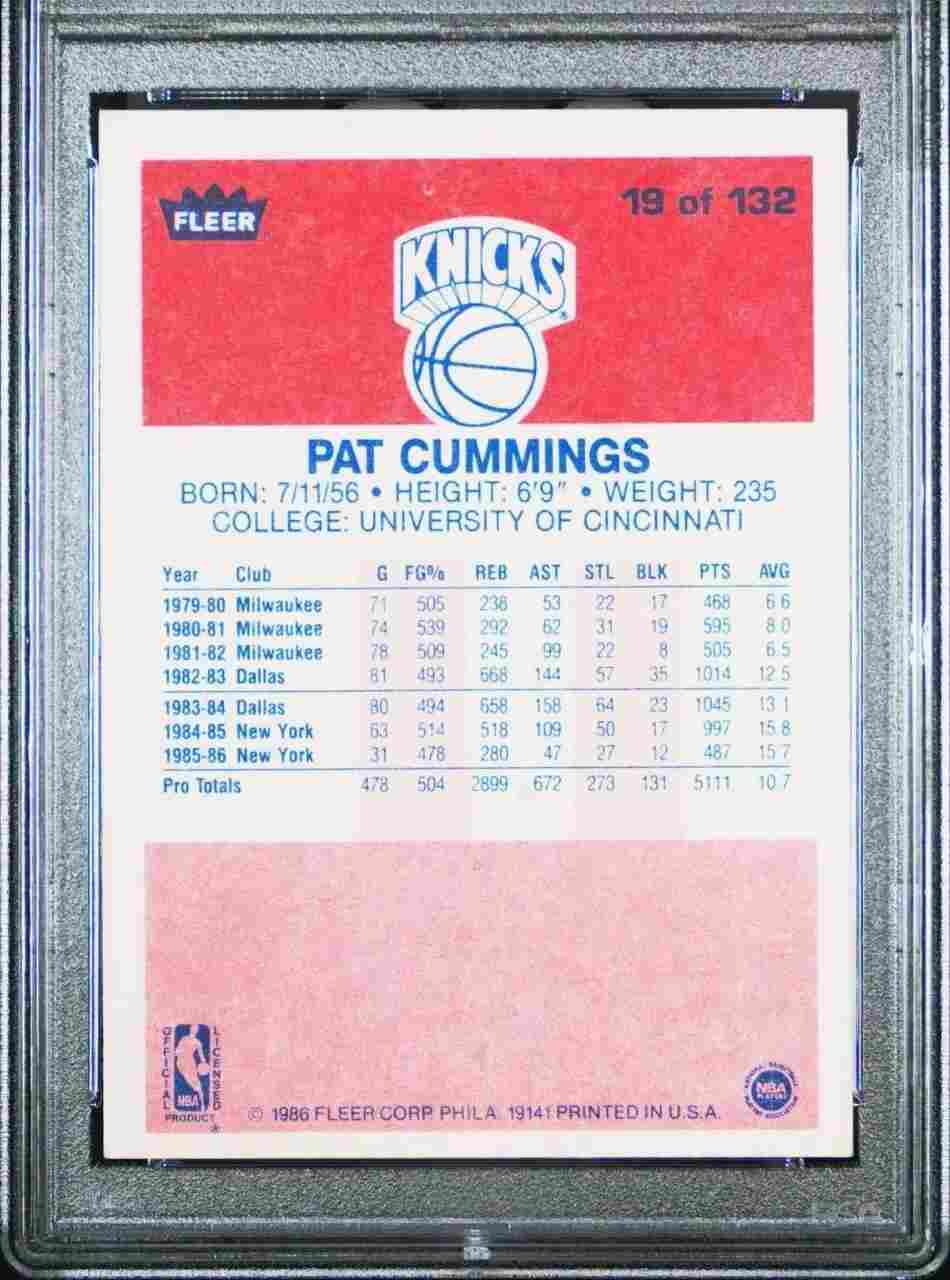 FLEER
19 of 132
KNICKS
PAT CUMMINGS
BORN: 7/11/56 • HEIGHT: 6'9" • WEIGHT: 235
COLLEGE: UNIVERSITY OF CINCINNATI
Year Club G FG% REB AST STL BLK PTS AVG
1979-80 Milwaukee 71 505 238 53 22 17 468 6.6
1980-81 Milwaukee 74 539 292 62 31 19 595 8.0
1981-82 Milwaukee 78 509 245 99 22 8 505 6.5
1982-83 Dallas 81 493 668 144 57 35 1014 12.5
1983-84 Dallas 80 494 658 158 64 23 1045 13.1
1984-85 New York 63 514 518 109 50 17 997 15.8
1985-86 New York 31 478 280 47 27 12 487 15.7
Pro Totals 478 504 2899 672 273 131 5111 10.7
OFFICIAL LICENSED
NBA
PRODUCT
© 1986 FLEER CORP PHILA. 19141 PRINTED IN U.S.A.
NATIONAL BASKETBALL
NBA
PLAYERS
ASSOCIATION